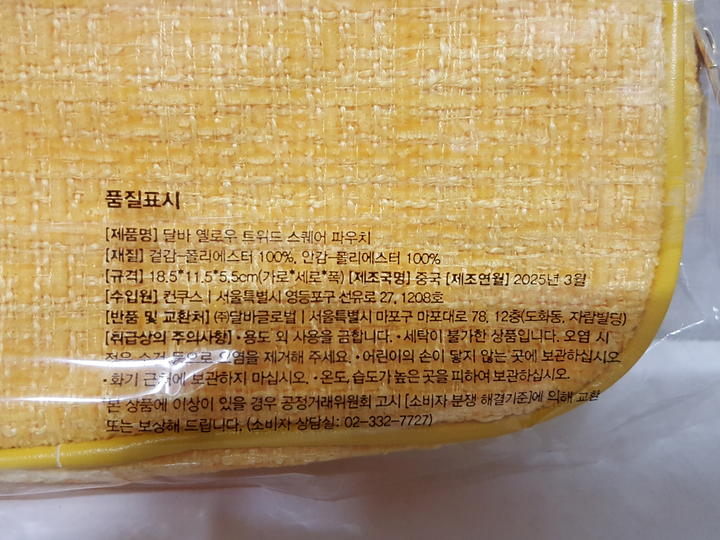 품질표시
[제품명] 달바 옐로우 트위드 스퀘어 파우치
[재질] 겉감-폴리에스터 100%, 안감-폴리에스터 100%
[규격] 18.5*11.5*5.5cm(가로*세로*폭) [제조국명] 중국 [제조연월] 2025년 3월
[수입원] 컨쿠스 | 서울특별시 영등포구 선유로 27, 1208호
[반품 및 교환처] (주)달바글로벌 | 서울특별시 마포구 마포대로 78, 12층(도화동, 자람빌딩)
[취급상의 주의사항] • 용도 외 사용을 금합니다. • 세탁이 불가한 상품입니다. 오염 시
젖은 수건 등으로 오염을 제거해 주세요. • 어린이의 손이 닿지 않는 곳에 보관하십시오.
• 화기 근처에 보관하지 마십시오. • 온도, 습도가 높은 곳을 피하여 보관하십시오.
본 상품에 이상이 있을 경우 공정거래위원회 고시 [소비자 분쟁 해결기준]에 의해 교환
또는 보상해 드립니다. (소비자 상담실: 02-332-7727)